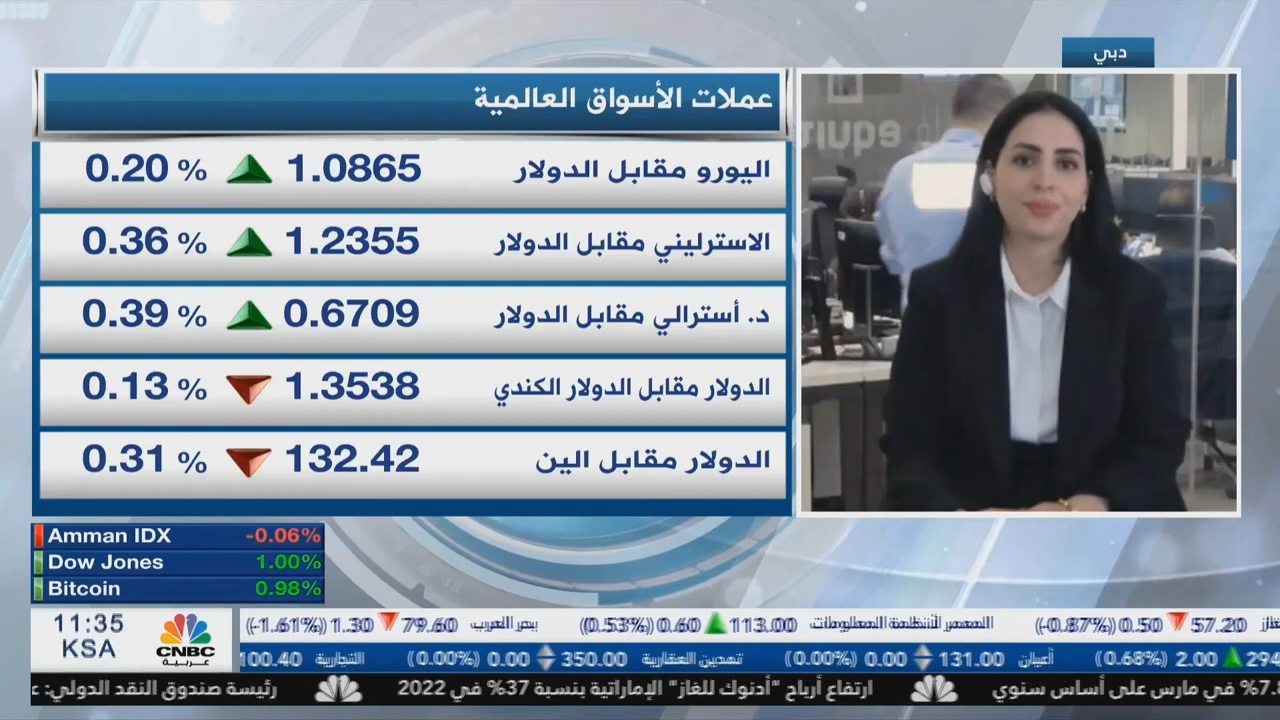 دبي
عملات الأسواق العالمية
اليورو مقابل الدولار 1.0865 0.20 %
الاسترليني مقابل الدولار 1.2355 0.36 %
د. أسترالي مقابل الدولار 0.6709 0.39 %
الدولار مقابل الدولار الكندي 1.3538 0.13 %
الدولار مقابل الين 132.42 0.31 %
Amman IDX -0.06%
Dow Jones 1.00%
Bitcoin 0.98%
11:35
KSA
CNBC
عربية
57.20 0.50 (-0.87%) المعمر لأنظمة المعلومات 113.00 0.60 (0.53%) بحر العرب 79.60 1.30 (-1.61%)
294 2.00 (0.68%) أعيان 131.00 0.00 (0.00%) تمدين العقارية 350.00 0.00 (0.00%) التجارية 100.40
7.8% في مارس على أساس سنوي ارتفاع أرباح "أدنوك للغاز" الإماراتية بنسبة 37% في 2022 رئيسة صندوق النقد الدولي: